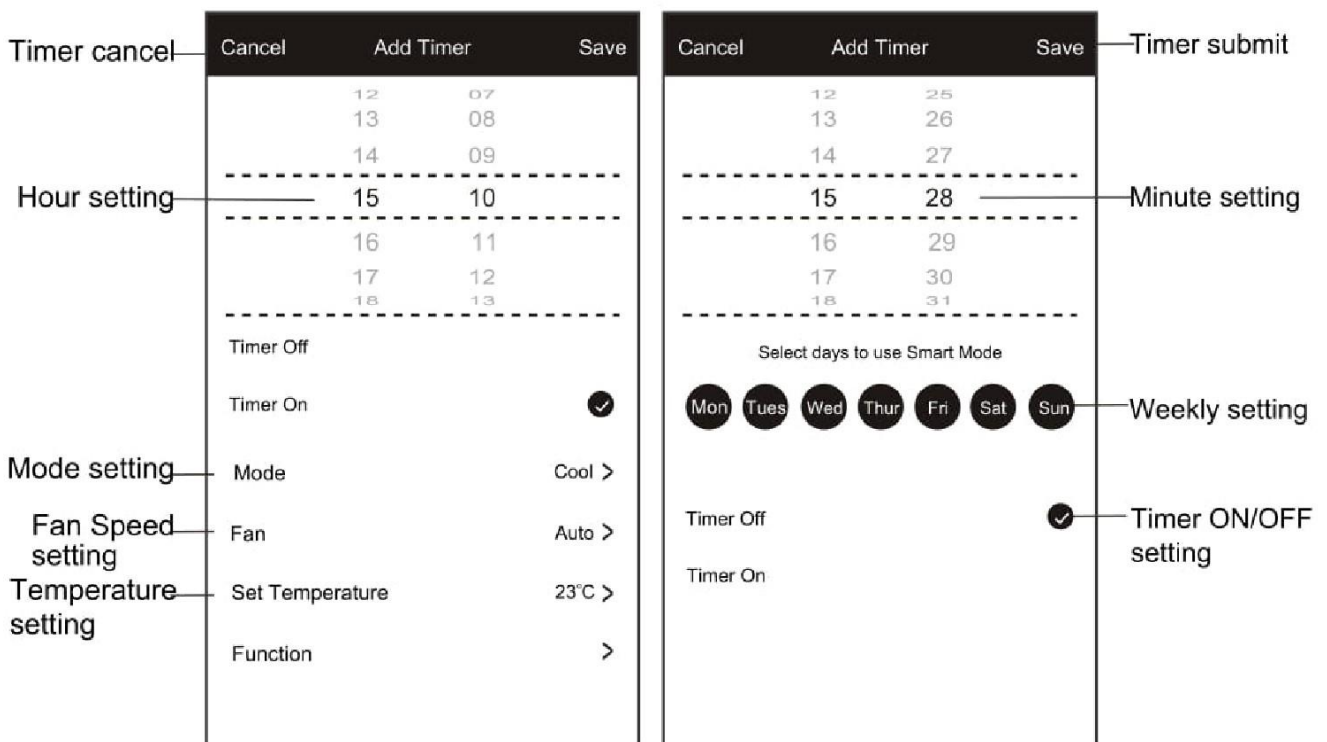 Timer cancel
Cancel Add Timer Save
12 07
13 08
14 09
Hour setting
15 10
16 11
17 12
18 13
Timer Off
Timer On
Mode setting
Mode Cool >
Fan Speed
setting
Fan Auto >
Temperature
setting
Set Temperature 23°C >
Function >
Cancel Add Timer Save
Timer submit
12 25
13 26
14 27
15 28
Minute setting
16 29
17 30
18 31
Select days to use Smart Mode
Mon Tues Wed Thur Fri Sat Sun
Weekly setting
Timer Off
Timer ON/OFF
setting
Timer On